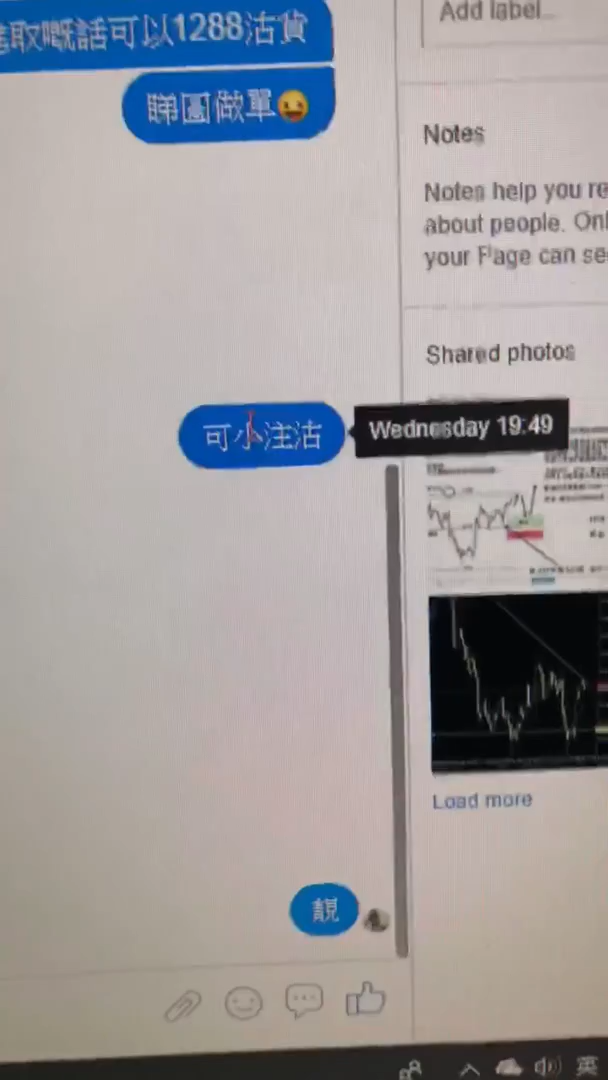 進取嘅話可以1288沽貨
睇圖做單
可小注沽
靚
Wednesday 19:49
Add label...
Notes
Notes help you re
about people. Onl
your Page can se
Shared photos
Load more
英